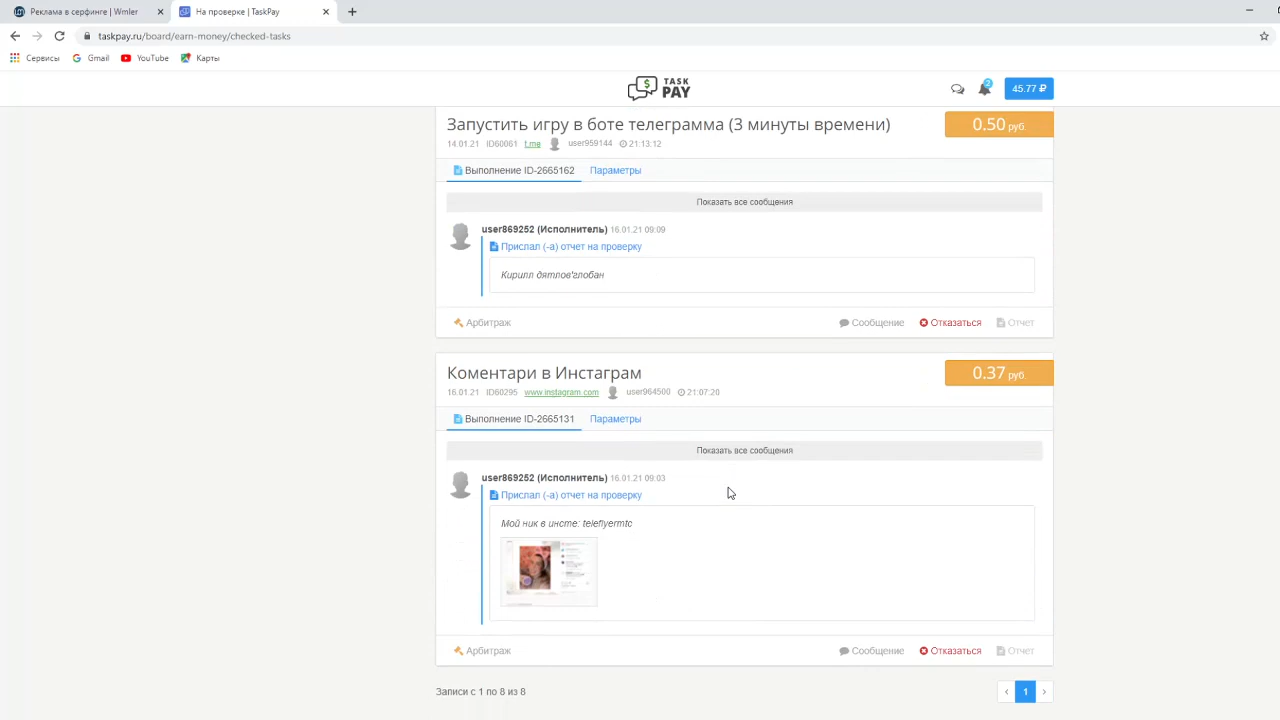 Реклама в серфинге | Wmler
На проверке | TaskPay
taskpay.ru/board/earn-money/checked-tasks
Сервисы Gmail YouTube Карты
TASK PAY
2
45.77 ₽
Запустить игру в боте телеграмма (3 минуты времени)
0.50 руб.
14.01.21 ID60061 t.me user959144 21:13:12
Выполнение ID-2665162 Параметры
Показать все сообщения
user869252 (Исполнитель) 16.01.21 09:09
Прислал (-а) отчет на проверку
Кирилл дятлов'глобан
Арбитраж Сообщение Отказаться Отчет
Коментари в Инстаграм
0.37 руб.
16.01.21 ID60295 www.instagram.com user964500 21:07:20
Выполнение ID-2665131 Параметры
Показать все сообщения
user869252 (Исполнитель) 16.01.21 09:03
Прислал (-а) отчет на проверку
Мой ник в инсте: teleflyermtc
Арбитраж Сообщение Отказаться Отчет
Записи с 1 по 8 из 8
‹ 1 ›